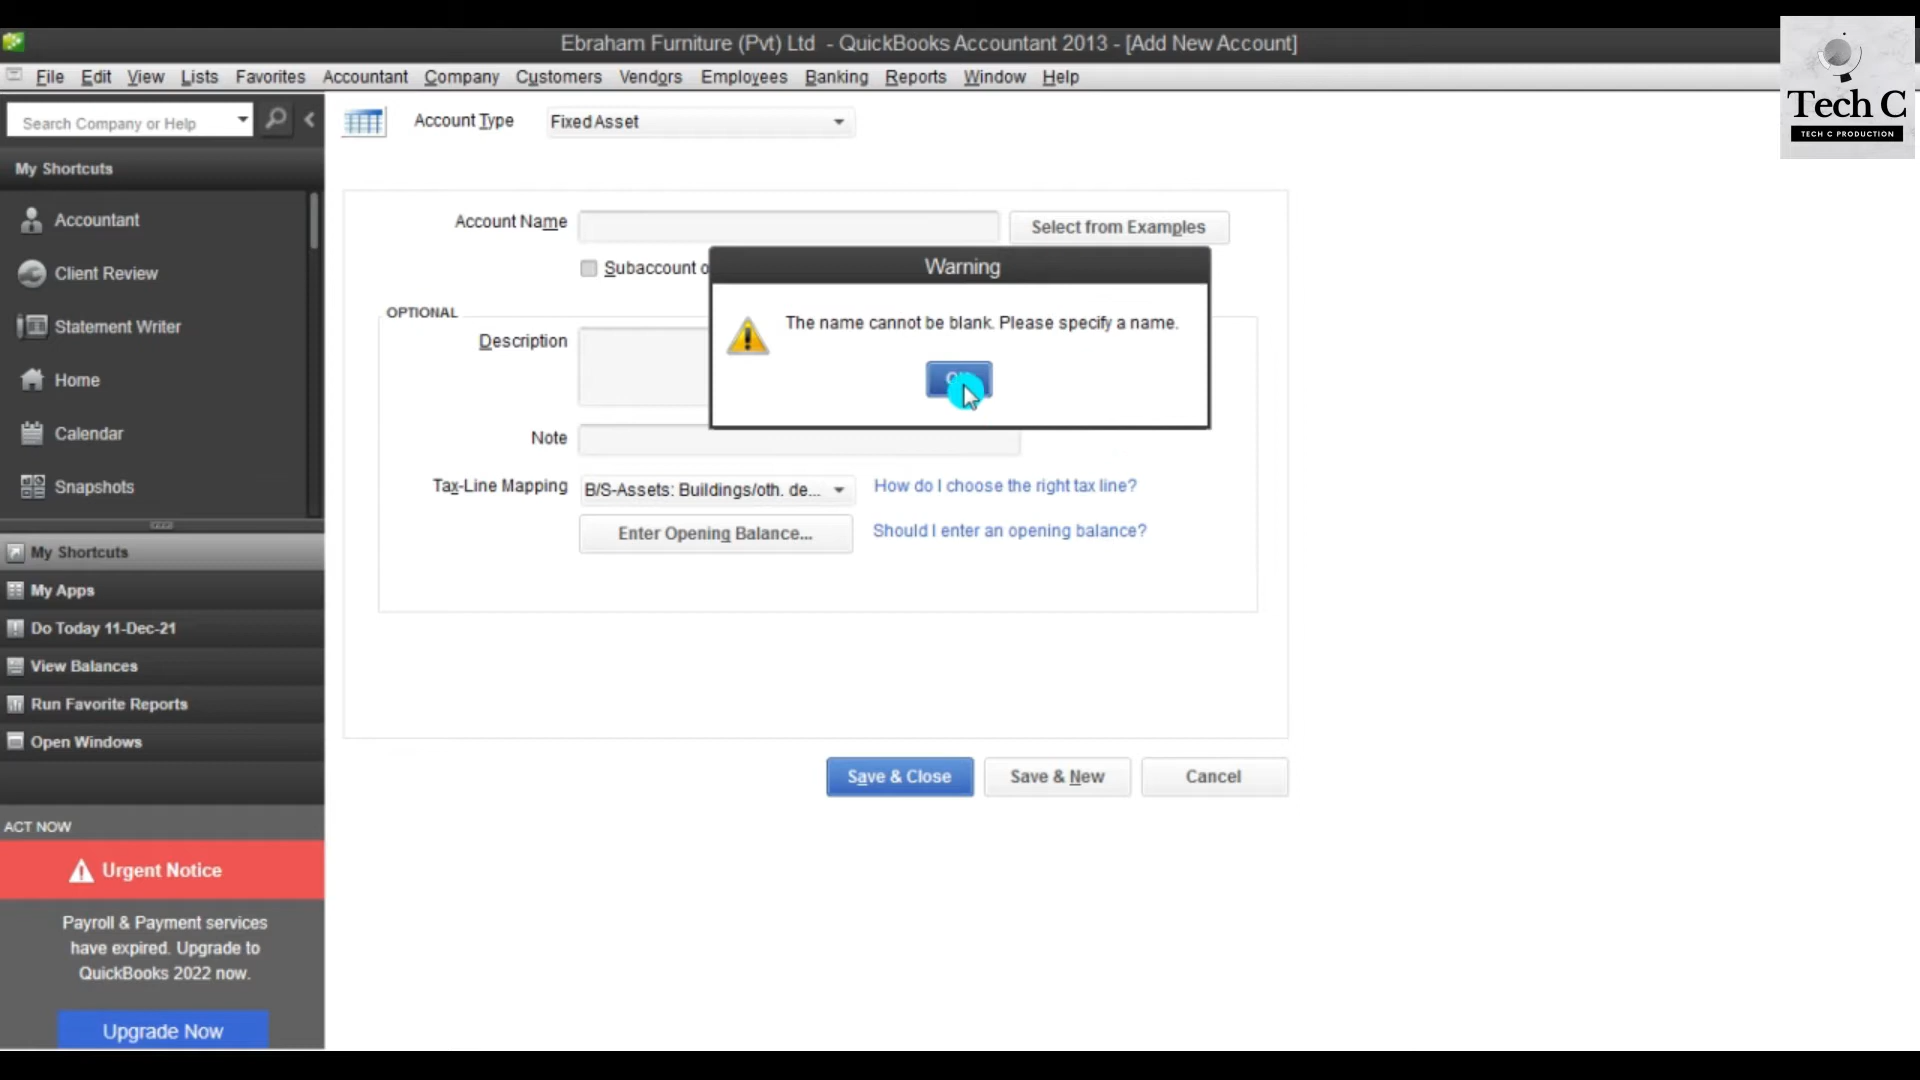 Ebraham Furniture (Pvt) Ltd - QuickBooks Accountant 2013 - [Add New Account]
File Edit View Lists Favorites Accountant Company Customers Vendors Employees Banking Reports Window Help
Tech C
TECH C PRODUCTION
Search Company or Help
My Shortcuts
Accountant
Client Review
Statement Writer
Home
Calendar
Snapshots
My Shortcuts
My Apps
Do Today 11-Dec-21
View Balances
Run Favorite Reports
Open Windows
ACT NOW
Urgent Notice
Payroll & Payment services
have expired. Upgrade to
QuickBooks 2022 now.
Upgrade Now
Account Type Fixed Asset
Account Name Select from Examples
Subaccount o
Warning
The name cannot be blank. Please specify a name.
OPTIONAL
Description
Note
Tax-Line Mapping B/S-Assets: Buildings/oth. de... How do I choose the right tax line?
Enter Opening Balance... Should I enter an opening balance?
Save & Close Save & New Cancel